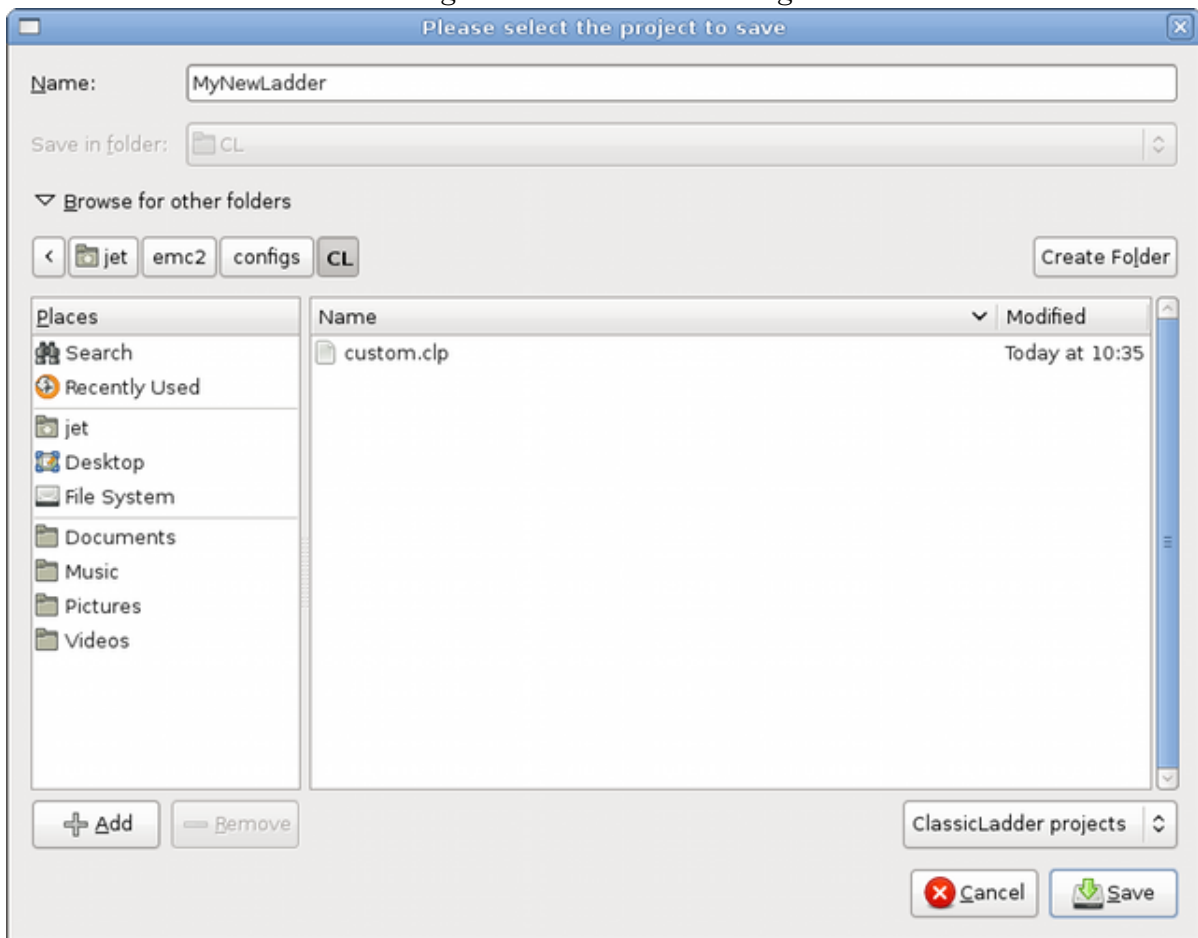 Please select the project to save
Name: MyNewLadder
Save in folder: CL
Browse for other folders
jet emc2 configs CL Create Folder
Places Name Modified
Search custom.clp Today at 10:35
Recently Used
jet
Desktop
File System
Documents
Music
Pictures
Videos
Add Remove ClassicLadder projects
Cancel Save